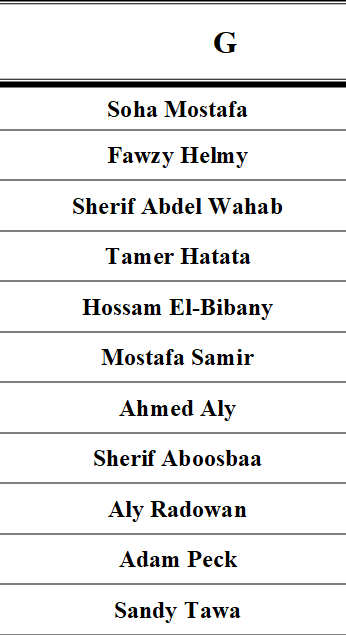 G
Soha Mostafa
Fawzy Helmy
Sherif Abdel Wahab
Tamer Hatata
Hossam El-Bibany
Mostafa Samir
Ahmed Aly
Sherif Aboosbaa
Aly Radowan
Adam Peck
Sandy Tawa